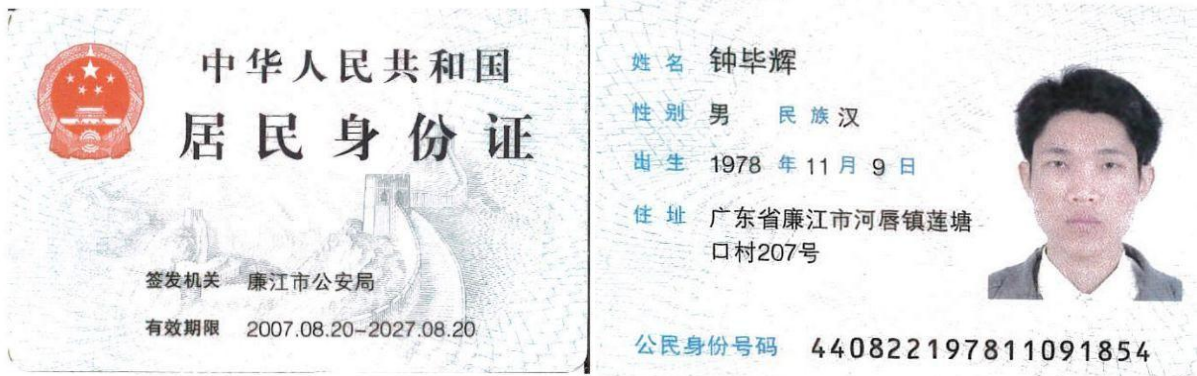 中华人民共和国
居民身份证
签发机关 廉江市公安局
有效期限 2007.08.20-2027.08.20
姓名 钟毕辉
性别 男 民族 汉
出生 1978 年 11 月 9 日
住址 广东省廉江市河唇镇莲塘
口村207号
公民身份号码 440822197811091854